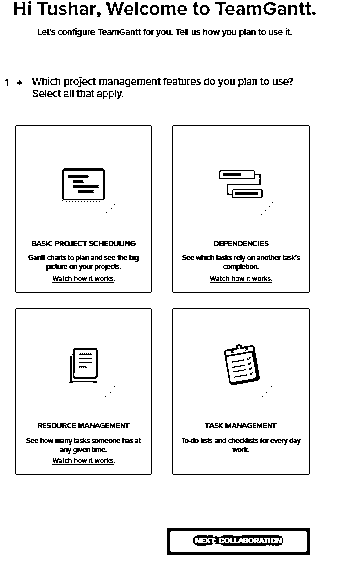 Hi Tushar, Welcome to TeamGantt.
Let's configure TeamGantt for you. Tell us how you plan to use it.
1 → Which project management features do you plan to use?
Select all that apply.
BASIC PROJECT SCHEDULING
Gantt charts to plan and see the big
picture on your projects.
Watch how it works.
DEPENDENCIES
See which tasks rely on another task's
completion.
Watch how it works.
RESOURCE MANAGEMENT
See how many tasks someone has at
any given time.
Watch how it works.
TASK MANAGEMENT
To-do lists and checklists for every day
work.
NEXT: COLLABORATION